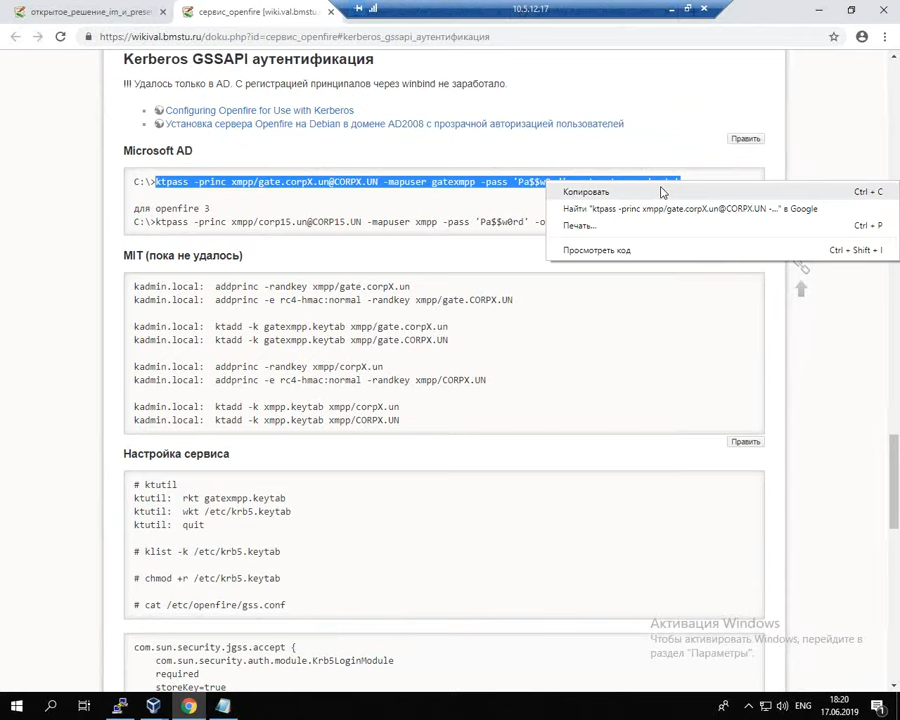 открытое_решение_im_и_prese
сервис_openfire [wiki.val.bmstu.
10.5.12.17
https://wikival.bmstu.ru/doku.php?id=сервис_openfire#kerberos_gssapi_аутентификация
Kerberos GSSAPI аутентификация
!!! Удалось только в AD. С регистрацией принципалов через winbind не заработало.
Configuring Openfire for Use with Kerberos
Установка сервера Openfire на Debian в домене AD2008 с прозрачной авторизацией пользователей
Править
Microsoft AD
C:\>ktpass -princ xmpp/gate.corpX.un@CORPX.UN -mapuser gatexmpp -pass 'Pa$$w
Копировать Ctrl + C
Найти "ktpass -princ xmpp/gate.corpX.un@CORPX.UN -..." в Google
Печать... Ctrl + P
Просмотреть код Ctrl + Shift + I
для openfire 3
C:\>ktpass -princ xmpp/corp15.un@CORP15.UN -mapuser xmpp -pass 'Pa$$w0rd' -o
MIT (пока не удалось)
kadmin.local: addprinc -randkey xmpp/gate.corpX.un
kadmin.local: addprinc -e rc4-hmac:normal -randkey xmpp/gate.CORPX.UN
kadmin.local: ktadd -k gatexmpp.keytab xmpp/gate.corpX.un
kadmin.local: ktadd -k gatexmpp.keytab xmpp/gate.CORPX.UN
kadmin.local: addprinc -randkey xmpp/corpX.un
kadmin.local: addprinc -e rc4-hmac:normal -randkey xmpp/CORPX.UN
kadmin.local: ktadd -k xmpp.keytab xmpp/corpX.un
kadmin.local: ktadd -k xmpp.keytab xmpp/CORPX.UN
Править
Настройка сервиса
# ktutil
ktutil: rkt gatexmpp.keytab
ktutil: wkt /etc/krb5.keytab
ktutil: quit
# klist -k /etc/krb5.keytab
# chmod +r /etc/krb5.keytab
# cat /etc/openfire/gss.conf
com.sun.security.jgss.accept {
com.sun.security.auth.module.Krb5LoginModule
required
storeKey=true
Активация Windows
Чтобы активировать Windows, перейдите в
раздел "Параметры".
ENG
18:20
17.06.2019
1